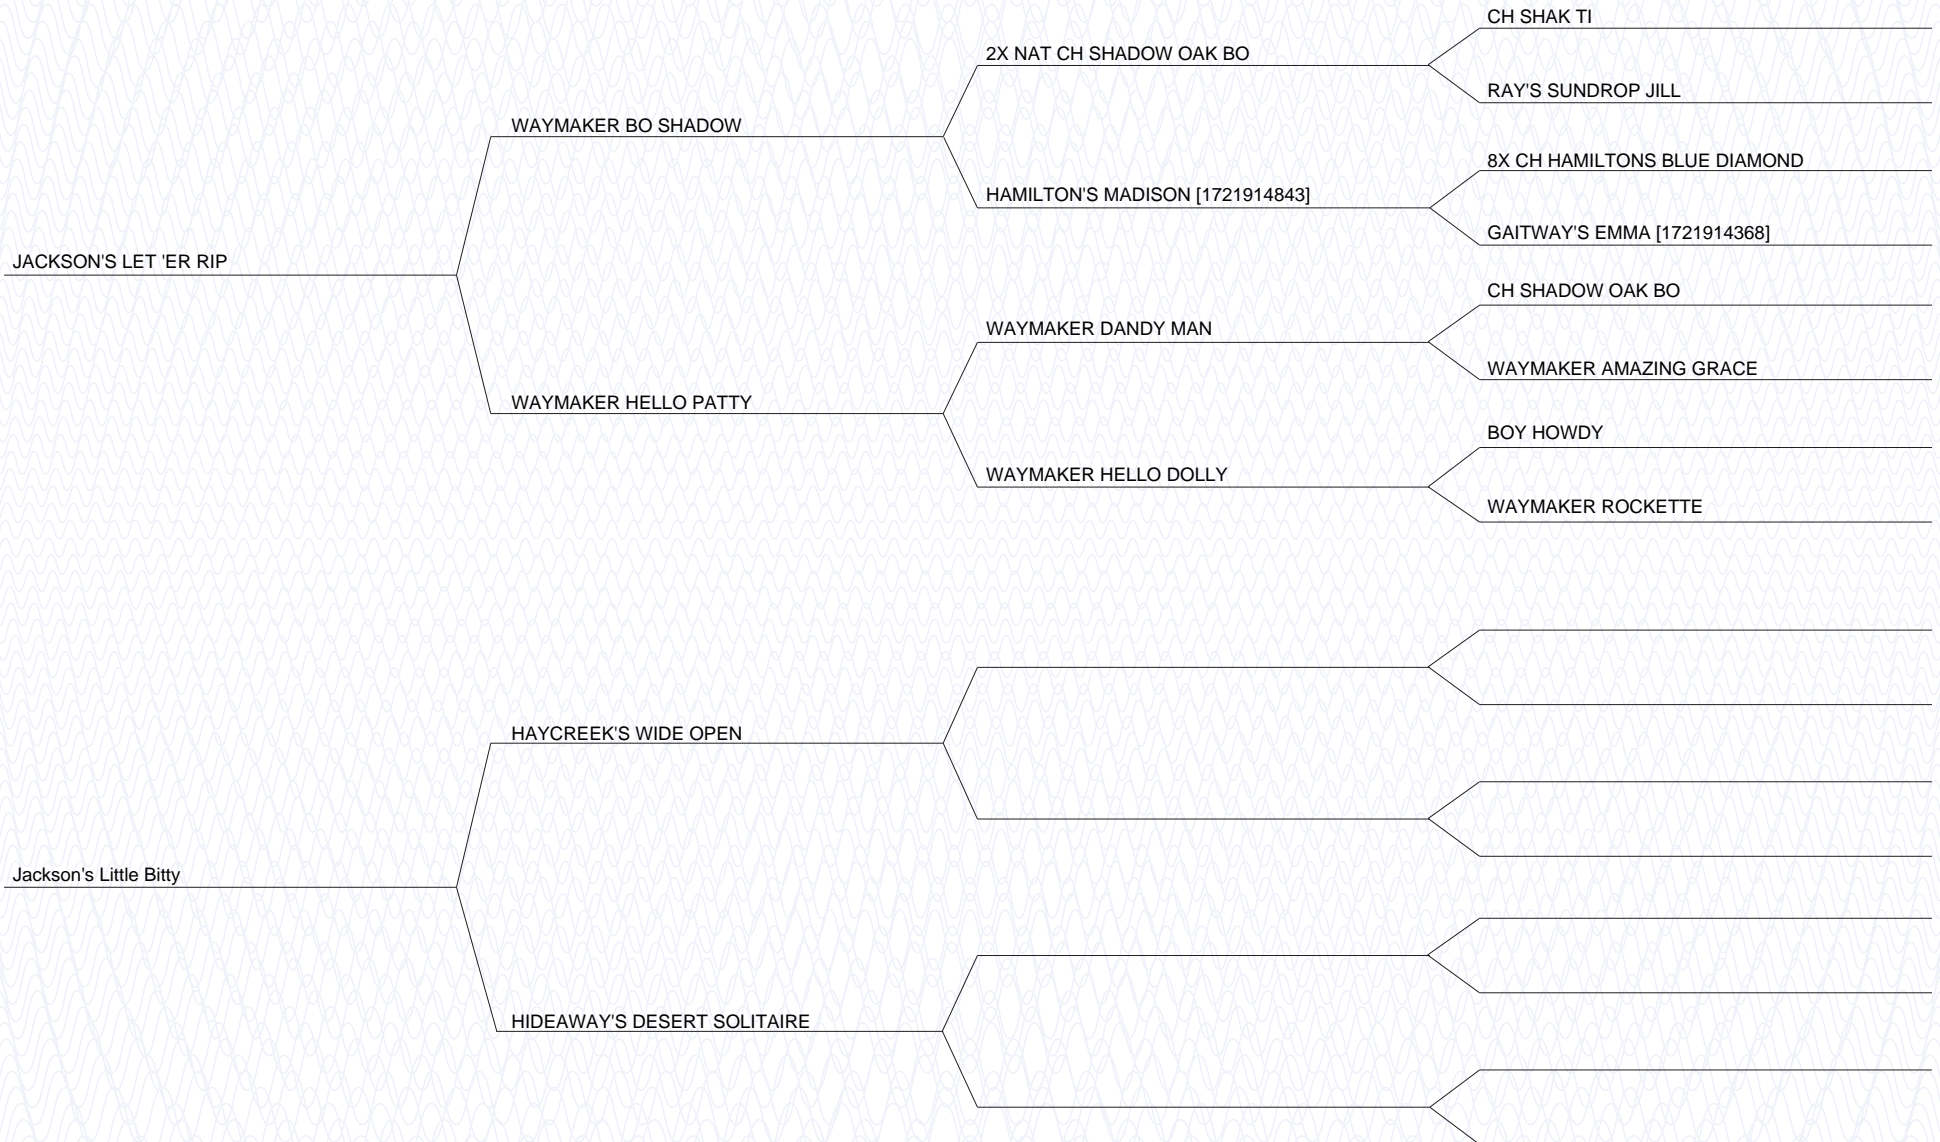 CH SHAK TI
2X NAT CH SHADOW OAK BO
RAY'S SUNDROP JILL
WAYMAKER BO SHADOW
8X CH HAMILTONS BLUE DIAMOND
HAMILTON'S MADISON [1721914843]
GAITWAY'S EMMA [1721914368]
JACKSON'S LET 'ER RIP
CH SHADOW OAK BO
WAYMAKER DANDY MAN
WAYMAKER AMAZING GRACE
WAYMAKER HELLO PATTY
BOY HOWDY
WAYMAKER HELLO DOLLY
WAYMAKER ROCKETTE
HAYCREEK'S WIDE OPEN
Jackson's Little Bitty
HIDEAWAY'S DESERT SOLITAIRE